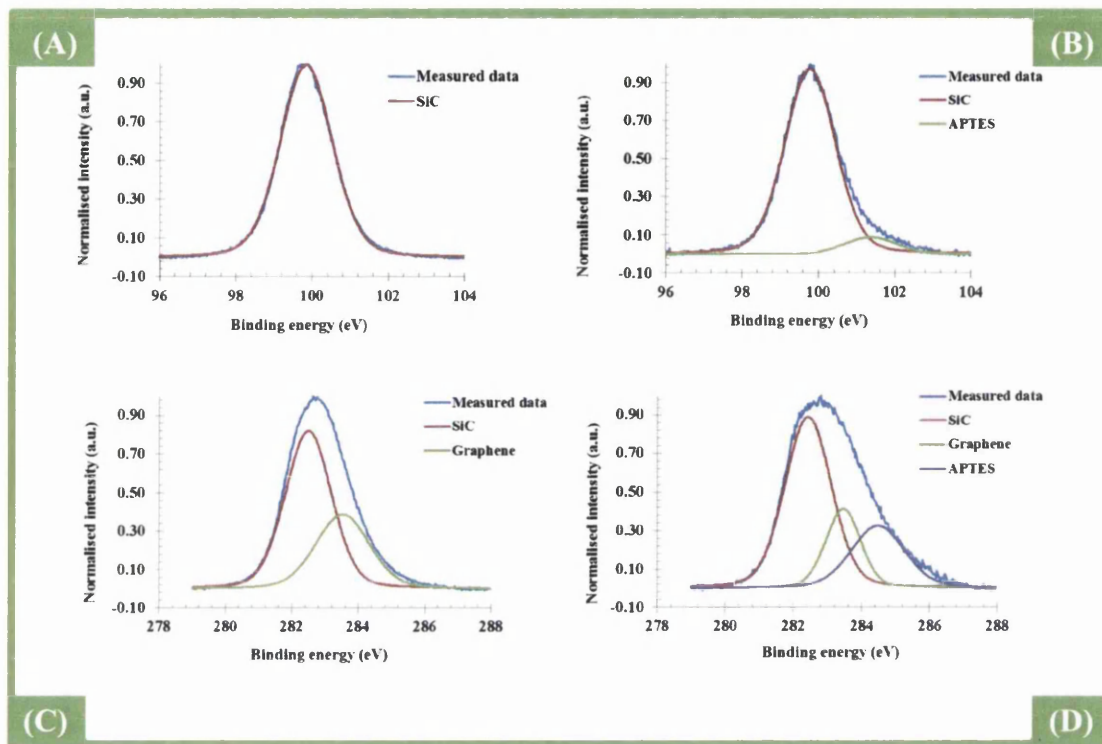 (A)
Normalised intensity (a.u.)
0.90
0.70
0.50
0.30
0.10
-0.10
96 98 100 102 104
Binding energy (eV)
Measured data
SiC
(B)
Normalised intensity (a.u.)
0.90
0.70
0.50
0.30
0.10
-0.10
96 98 100 102 104
Binding energy (eV)
Measured data
SiC
APTES
Normalised intensity (a.u.)
0.90
0.70
0.50
0.30
0.10
-0.10
278 280 282 284 286 288
Binding energy (eV)
Measured data
SiC
Graphene
(C)
Normalised intensity (a.u.)
0.90
0.70
0.50
0.30
0.10
-0.10
278 280 282 284 286 288
Binding energy (eV)
Measured data
SiC
Graphene
APTES
(D)